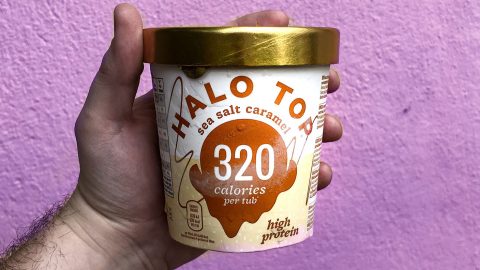 HALO TOP
sea salt caramel
320
calories
per tub
high
protein